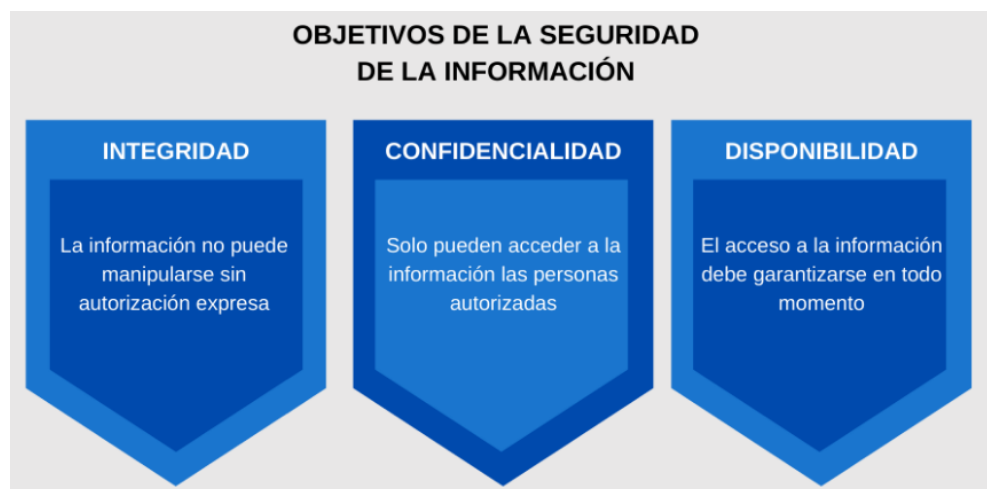 OBJETIVOS DE LA SEGURIDAD
DE LA INFORMACIÓN
INTEGRIDAD
La información no puede
manipularse sin
autorización expresa
CONFIDENCIALIDAD
Solo pueden acceder a la
información las personas
autorizadas
DISPONIBILIDAD
El acceso a la información
debe garantizarse en todo
momento